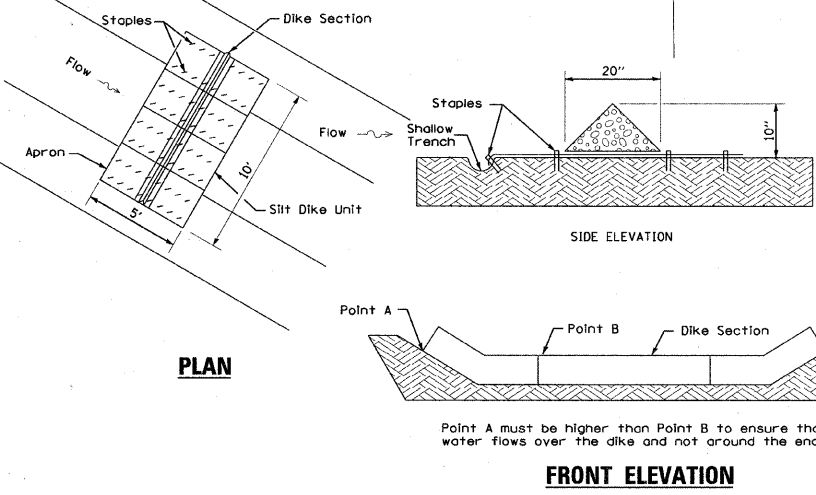 Staples
Dike Section
Flow
Flow
Apron
10'
5'
Silt Dike Unit
PLAN
20"
Staples
Shallow
Trench
10"
SIDE ELEVATION
Point A
Point B
Dike Section
Point A must be higher than Point B to ensure
water flows over the dike and not around the
FRONT ELEVATION